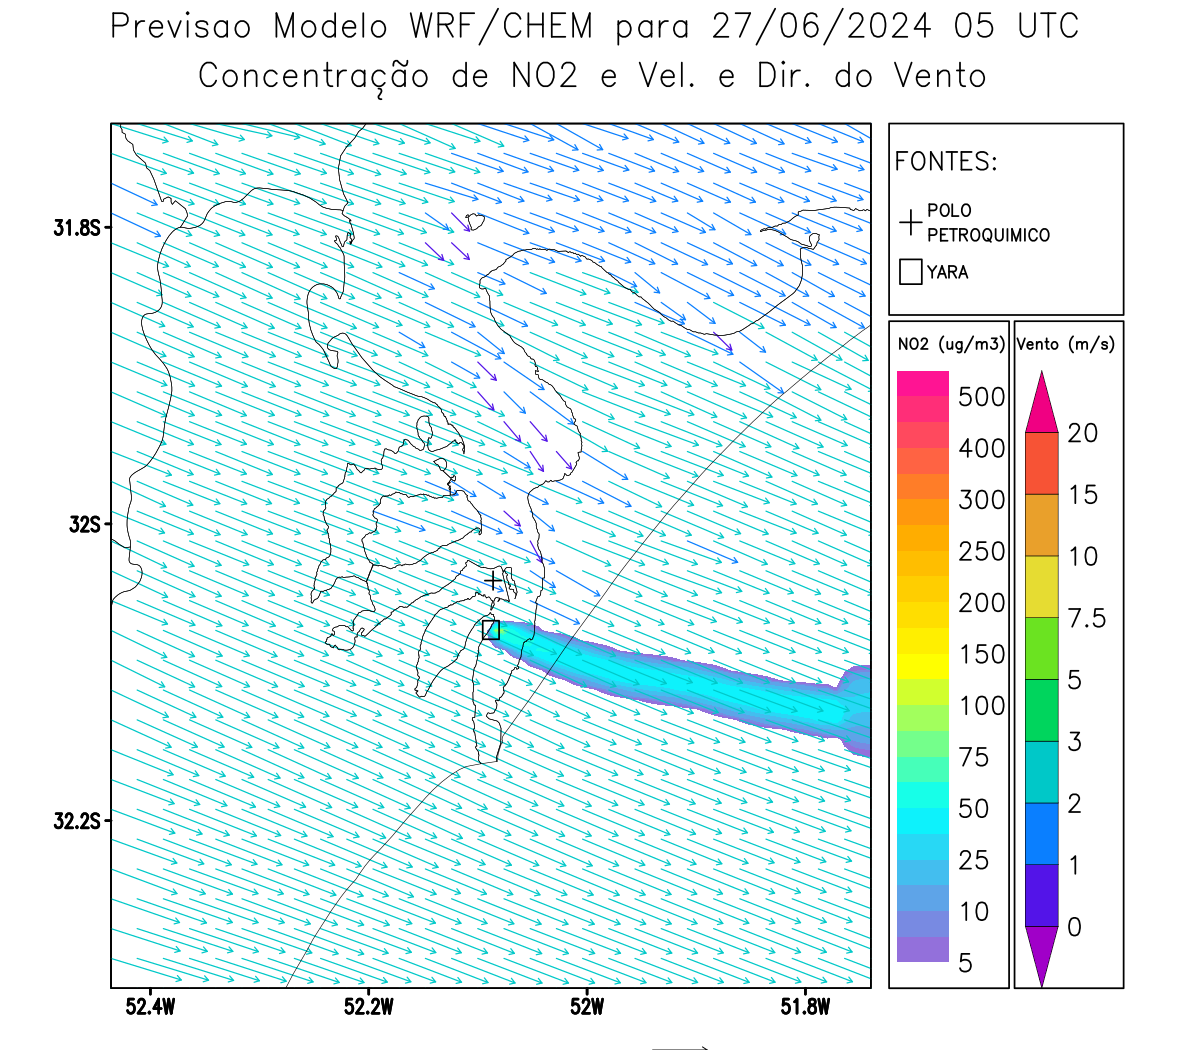 Previsao Modelo WRF/CHEM para 27/06/2024 05 UTC
Concentração de NO2 e Vel. e Dir. do Vento
FONTES:
POLO
PETROQUIMICO
YARA
NO2 (ug/m3)
500
400
300
250
200
150
100
75
50
25
10
5
Vento (m/s)
20
15
10
7.5
5
3
2
1
0
31.8S
32S
32.2S
52.4W
52.2W
52W
51.8W